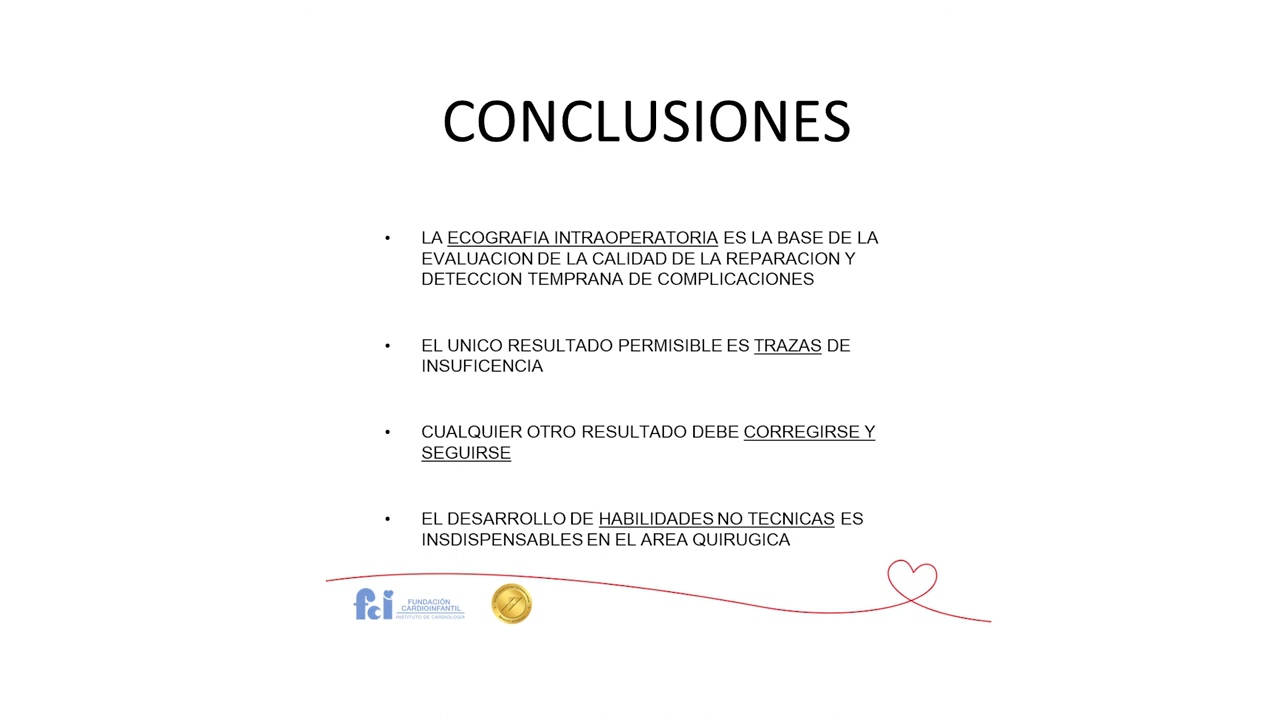 CONCLUSIONES
• LA ECOGRAFIA INTRAOPERATORIA ES LA BASE DE LA
EVALUACION DE LA CALIDAD DE LA REPARACION Y
DETECCION TEMPRANA DE COMPLICACIONES
• EL UNICO RESULTADO PERMISIBLE ES TRAZAS DE
INSUFICENCIA
• CUALQUIER OTRO RESULTADO DEBE CORREGIRSE Y
SEGUIRSE
• EL DESARROLLO DE HABILIDADES NO TECNICAS ES
INSDISPENSABLES EN EL AREA QUIRUGICA
fci
FUNDACIÓN
CARDIOINFANTIL
INSTITUTO DE CARDIOLOGÍA